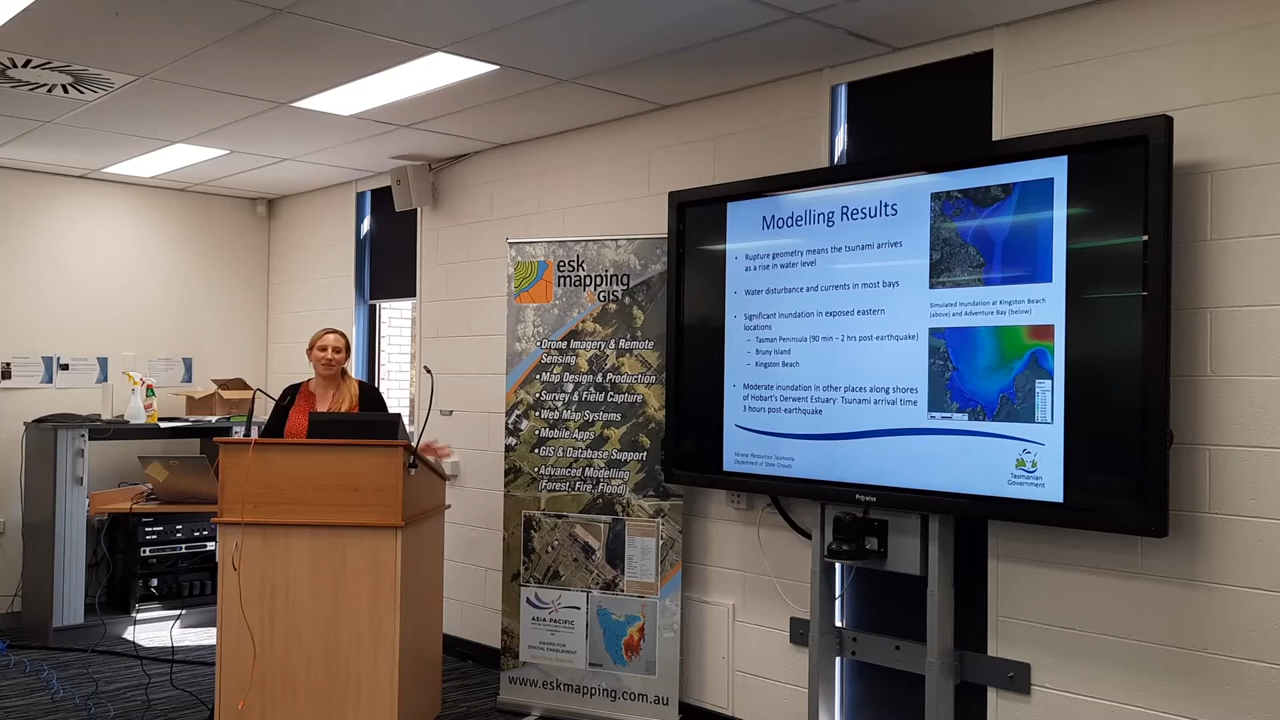 esk
mapping
& GIS
• Drone Imagery & Remote
Sensing
• Map Design & Production
• Survey & Field Capture
• Web Map Systems
• Mobile Apps
• GIS & Database Support
• Advanced Modelling
(Forest, Fire, Flood)
ASIA-PACIFIC
AWARD FOR
SPATIAL ENABLEMENT
www.eskmapping.com.au
Modelling Results
• Rupture geometry means the tsunami arrives
as a rise in water level
• Water disturbance and currents in most bays
• Significant inundation in exposed eastern
locations
– Tasman Peninsula (90 min – 2 hrs post-earthquake)
– Bruny Island
– Kingston Beach
• Moderate inundation in other places along shores
of Hobart's Derwent Estuary: Tsunami arrival time
3 hours post-earthquake
Simulated Inundation at Kingston Beach
(above) and Adventure Bay (below)
Mineral Resources Tasmania
Department of State Growth
Tasmanian
Government
Prowise